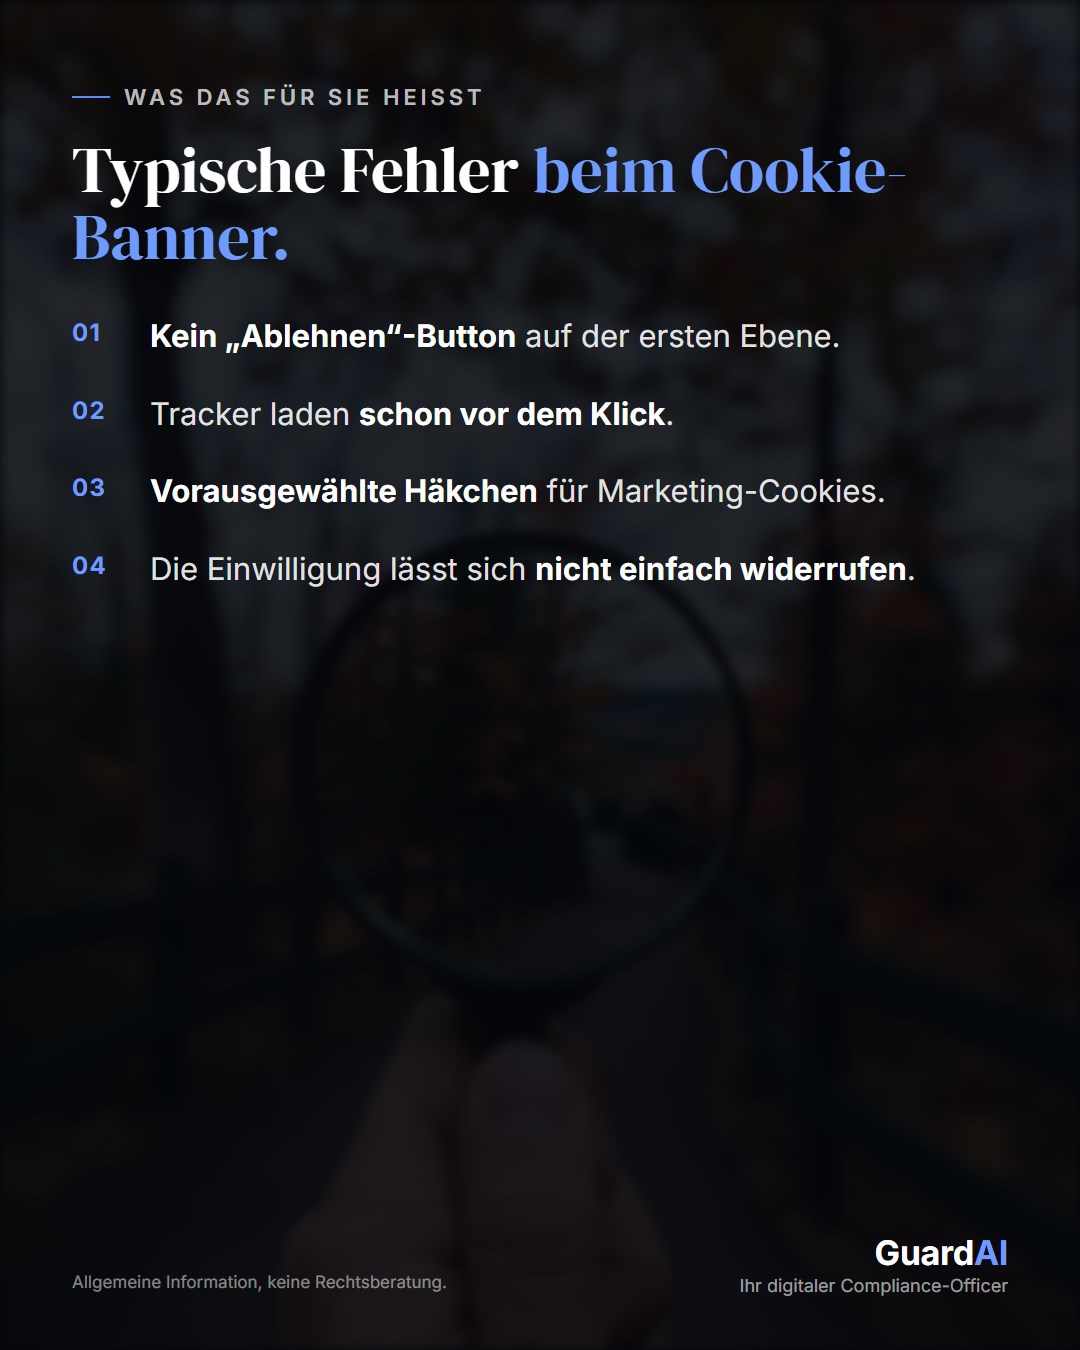 WAS DAS FÜR SIE HEISST
Typische Fehler beim Cookie-
Banner.
01 Kein „Ablehnen“-Button auf der ersten Ebene.
02 Tracker laden schon vor dem Klick.
03 Vorausgewählte Häkchen für Marketing-Cookies.
04 Die Einwilligung lässt sich nicht einfach widerrufen.
Allgemeine Information, keine Rechtsberatung.
GuardAI
Ihr digitaler Compliance-Officer